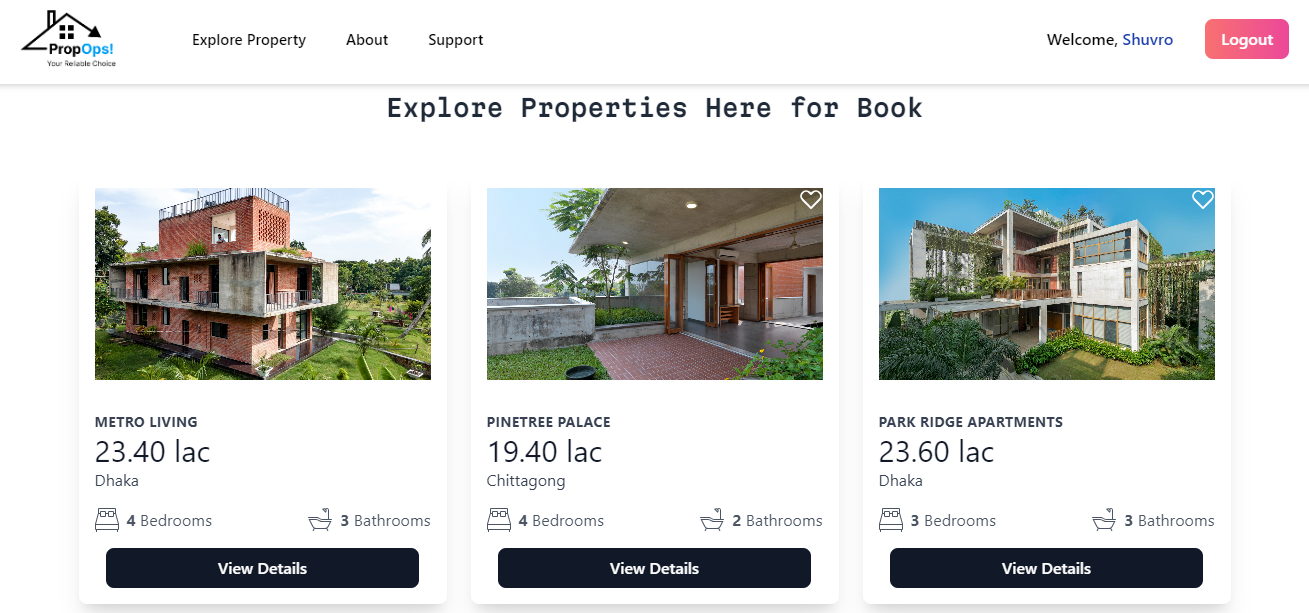 PropOps!
Your Reliable Choice
Explore Property
About
Support
Welcome, Shuvro
Logout
Explore Properties Here for Book
METRO LIVING
23.40 lac
Dhaka
4 Bedrooms
3 Bathrooms
View Details
PINETREE PALACE
19.40 lac
Chittagong
4 Bedrooms
2 Bathrooms
View Details
PARK RIDGE APARTMENTS
23.60 lac
Dhaka
3 Bedrooms
3 Bathrooms
View Details